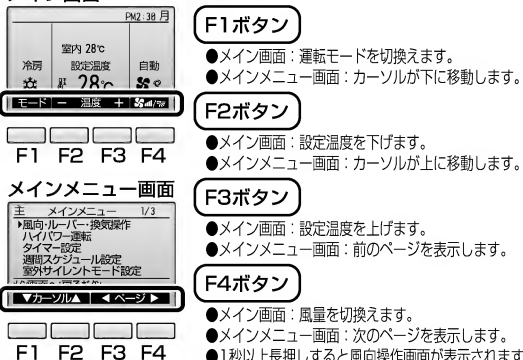 PM2:30 月
室内 28℃
冷房 設定温度 自動
28℃
モード － 温度 ＋
F1 F2 F3 F4
メインメニュー画面
主 メインメニュー 1/3
▶風向・ルーバー・換気操作
ハイパワー運転
タイマー設定
週間スケジュール設定
室外サイレントモード設定
▼カーソル▲ ◀ ページ ▶
F1 F2 F3 F4
F1ボタン
●メイン画面：運転モードを切換えます。
●メインメニュー画面：カーソルが下に移動します。
F2ボタン
●メイン画面：設定温度を下げます。
●メインメニュー画面：カーソルが上に移動します。
F3ボタン
●メイン画面：設定温度を上げます。
●メインメニュー画面：前のページを表示します。
F4ボタン
●メイン画面：風量を切換えます。
●メインメニュー画面：次のページを表示します。
●1秒以上長押しすると風向操作画面が表示されます